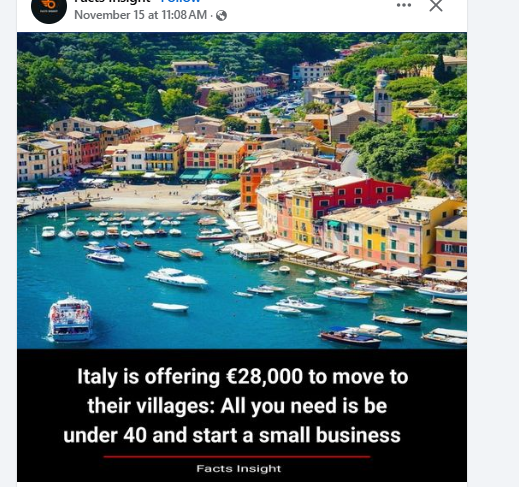 Facts Insight · Follow
November 15 at 11:08 AM ·
Italy is offering €28,000 to move to
their villages: All you need is be
under 40 and start a small business
Facts Insight